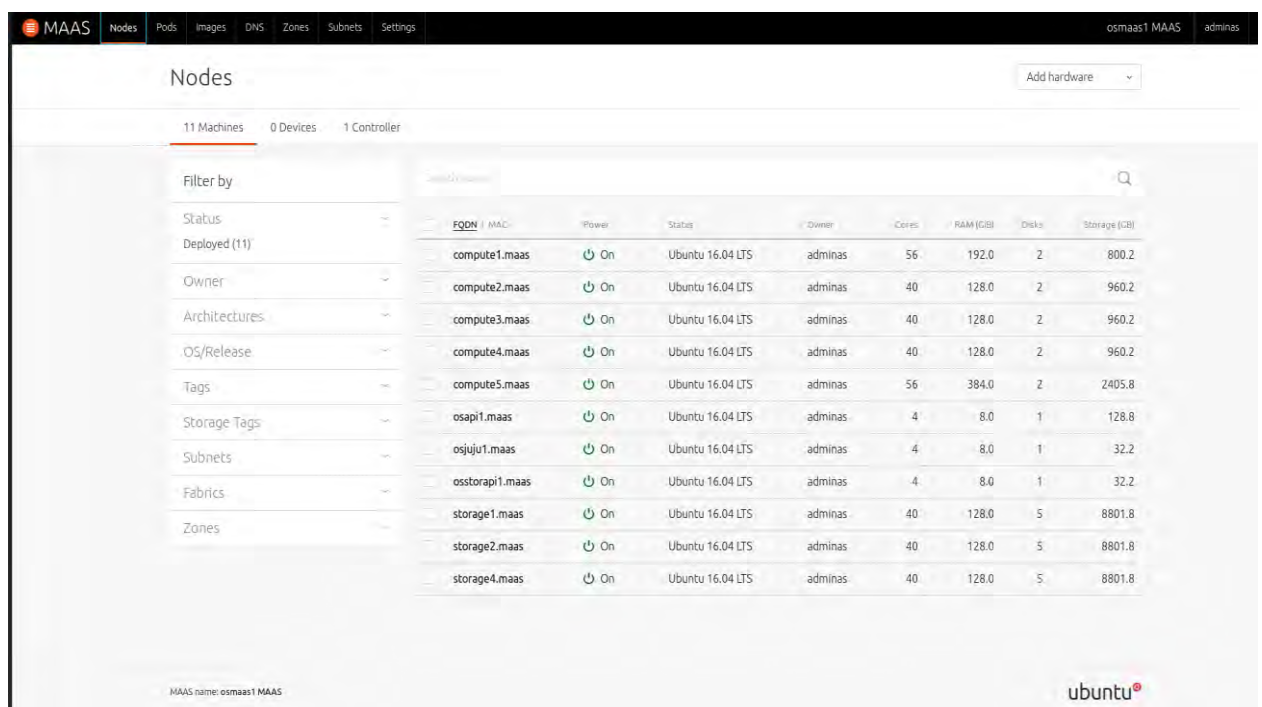 MAAS Nodes Pods Images DNS Zones Subnets Settings osmaas1 MAAS adminas
Nodes Add hardware
11 Machines 0 Devices 1 Controller
Filter by
Status
Deployed (11)
Owner
Architectures
OS/Release
Tags
Storage Tags
Subnets
Fabrics
Zones
FQDN | MAC Power Status Owner Cores RAM (GB) Disks Storage (GB)
compute1.maas On Ubuntu 16.04 LTS adminas 56 192.0 2 800.2
compute2.maas On Ubuntu 16.04 LTS adminas 40 128.0 2 960.2
compute3.maas On Ubuntu 16.04 LTS adminas 40 128.0 2 960.2
compute4.maas On Ubuntu 16.04 LTS adminas 40 128.0 2 960.2
compute5.maas On Ubuntu 16.04 LTS adminas 56 384.0 2 2405.8
osapi1.maas On Ubuntu 16.04 LTS adminas 4 8.0 1 128.8
osjuju1.maas On Ubuntu 16.04 LTS adminas 4 8.0 1 32.2
osstorapi1.maas On Ubuntu 16.04 LTS adminas 4 8.0 1 32.2
storage1.maas On Ubuntu 16.04 LTS adminas 40 128.0 5 8801.8
storage2.maas On Ubuntu 16.04 LTS adminas 40 128.0 5 8801.8
storage4.maas On Ubuntu 16.04 LTS adminas 40 128.0 5 8801.8
MAAS name: osmaas1 MAAS
ubuntu